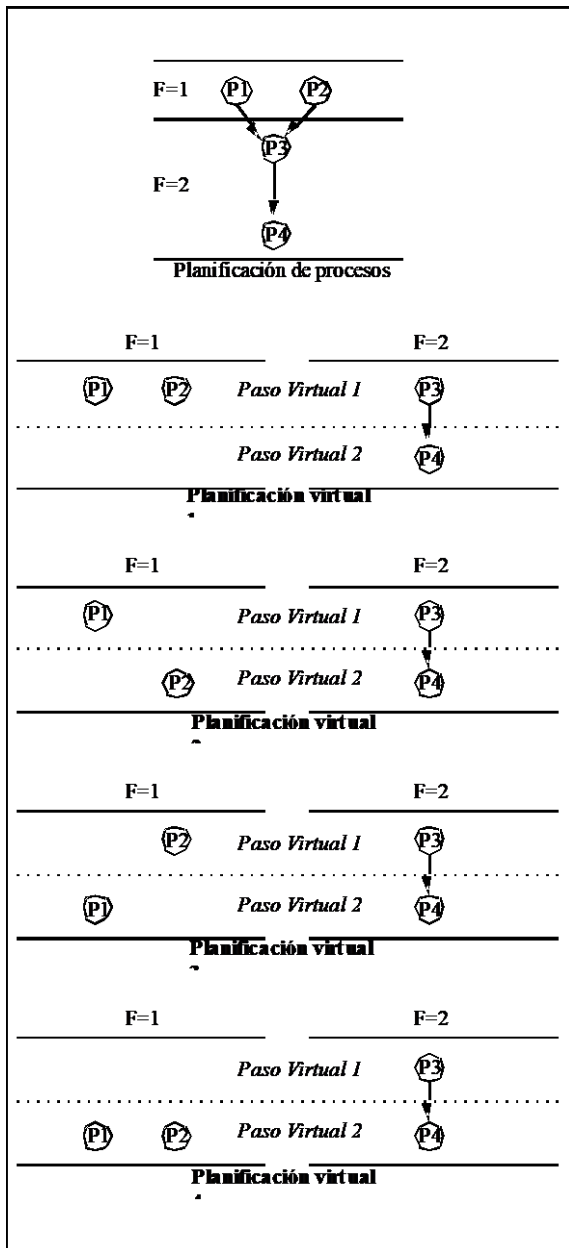 F=1 P1 P2
P3
F=2
P4
Planificación de procesos
F=1 F=2
P1 P2 Paso Virtual 1 P3
Paso Virtual 2 P4
Planificación virtual
F=1 F=2
P1 Paso Virtual 1 P3
P2 Paso Virtual 2 P4
Planificación virtual
F=1 F=2
P2 Paso Virtual 1 P3
P1 Paso Virtual 2 P4
Planificación virtual
F=1 F=2
Paso Virtual 1 P3
P1 P2 Paso Virtual 2 P4
Planificación virtual